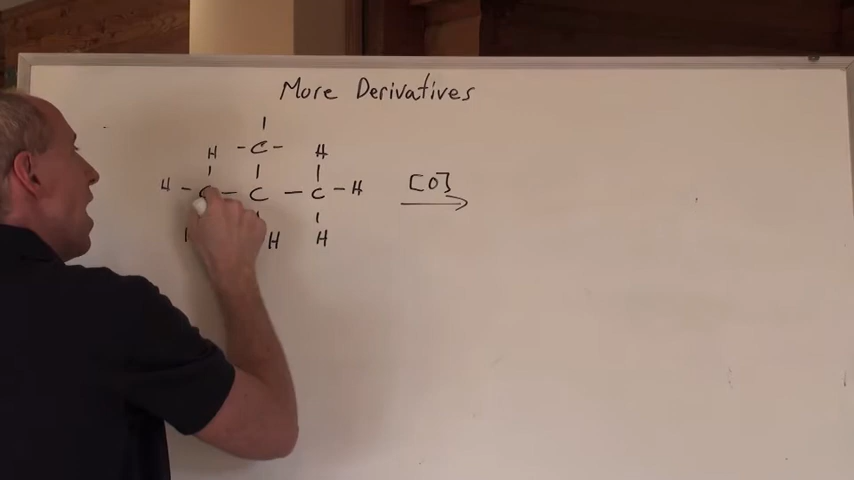 More Derivatives
H - C - H
H - C - C - C - H [O]
H H